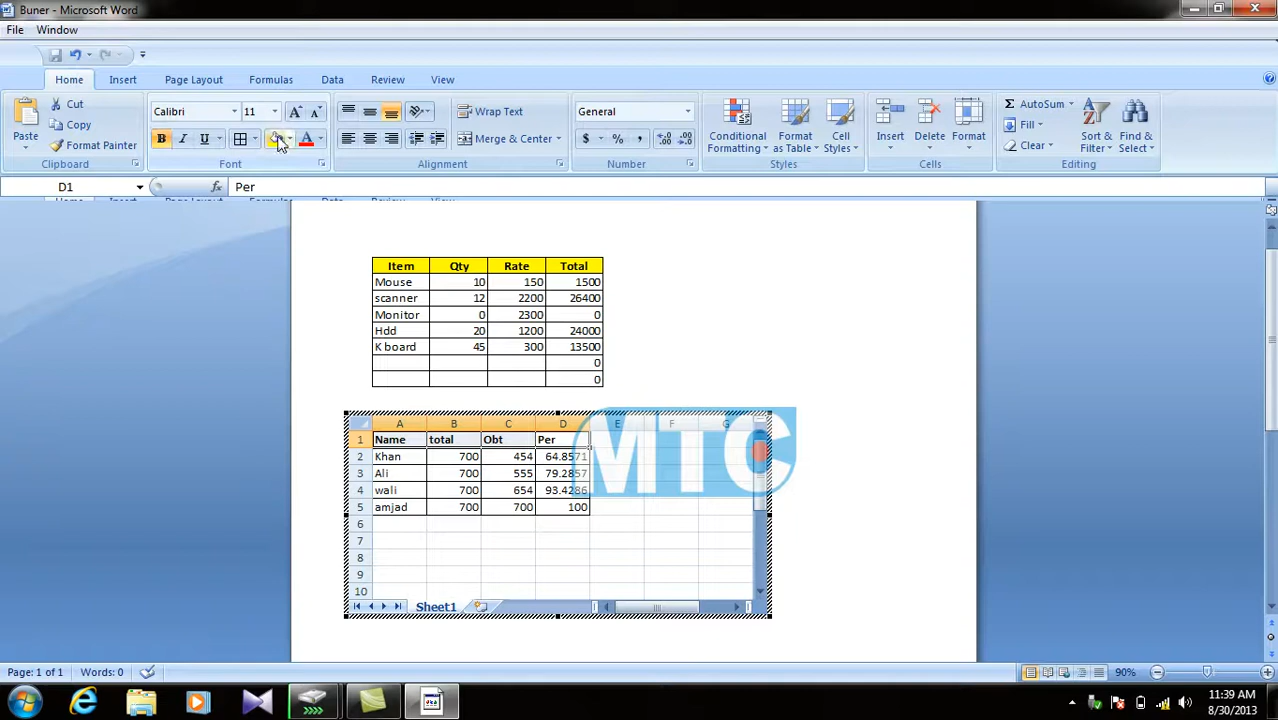 Buner - Microsoft Word
File Window
Home Insert Page Layout Formulas Data Review View
Paste Cut Copy Format Painter Clipboard
Calibri 11 A A
B I U A Font
Wrap Text Merge & Center Alignment
General $ % , Number
Conditional Formatting Format as Table Cell Styles Styles
Insert Delete Format Cells
AutoSum Fill Clear Sort & Filter Find & Select Editing
D1 fx Per
Item Qty Rate Total
Mouse 10 150 1500
scanner 12 2200 26400
Monitor 0 2300 0
Hdd 20 1200 24000
K board 45 300 13500
0
0
A B C D E F G
1 Name total Obt Per
2 Khan 700 454 64.8571
3 Ali 700 555 79.2857
4 wali 700 654 93.4286
5 amjad 700 700 100
6
7
8
9
10
MTC
Sheet1
Page: 1 of 1 Words: 0 90%
11:39 AM
8/30/2013